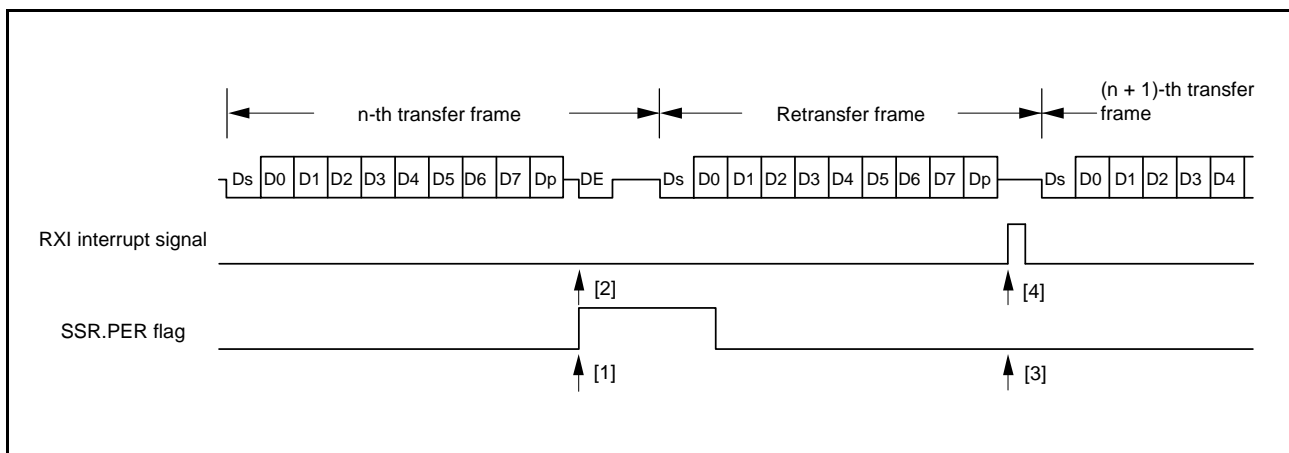 (n + 1)-th transfer
n-th transfer frame Retransfer frame frame
Ds D0 D1 D2 D3 D4 D5 D6 D7 Dp DE Ds D0 D1 D2 D3 D4 D5 D6 D7 Dp Ds D0 D1 D2 D3 D4
RXI interrupt signal
[2] [4]
SSR.PER flag
[1] [3]